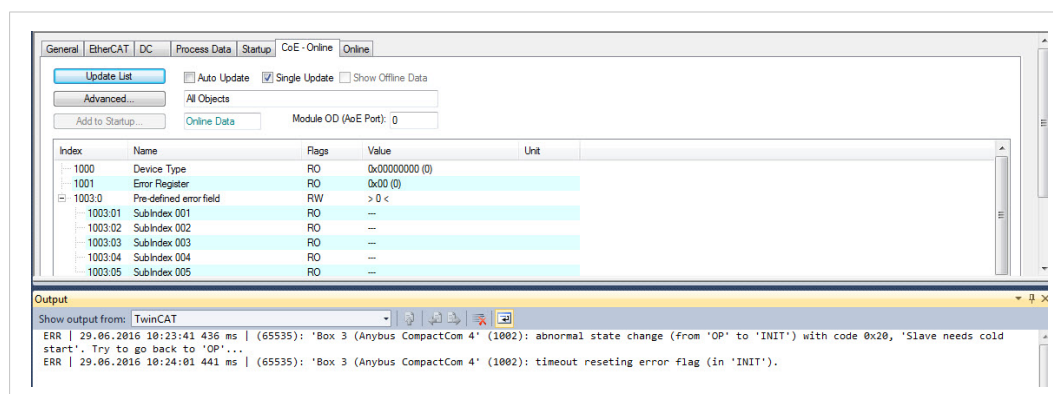 General EtherCAT DC Process Data Startup CoE - Online Online
Update List Auto Update Single Update Show Offline Data
Advanced... All Objects
Add to Startup... Online Data Module OD (AoE Port): 0
Index Name Flags Value Unit
1000 Device Type RO 0x00000000 (0)
1001 Error Register RO 0x00 (0)
1003:0 Pre-defined error field RW > 0 <
1003:01 SubIndex 001 RO ---
1003:02 SubIndex 002 RO ---
1003:03 SubIndex 003 RO ---
1003:04 SubIndex 004 RO ---
1003:05 SubIndex 005 RO ---
Output
Show output from: TwinCAT
ERR | 29.06.2016 10:23:41 436 ms | (65535): 'Box 3 (Anybus CompactCom 4' (1002): abnormal state change (from 'OP' to 'INIT') with code 0x20, 'Slave needs cold
start'. Try to go back to 'OP'...
ERR | 29.06.2016 10:24:01 441 ms | (65535): 'Box 3 (Anybus CompactCom 4' (1002): timeout resetting error flag (in 'INIT').